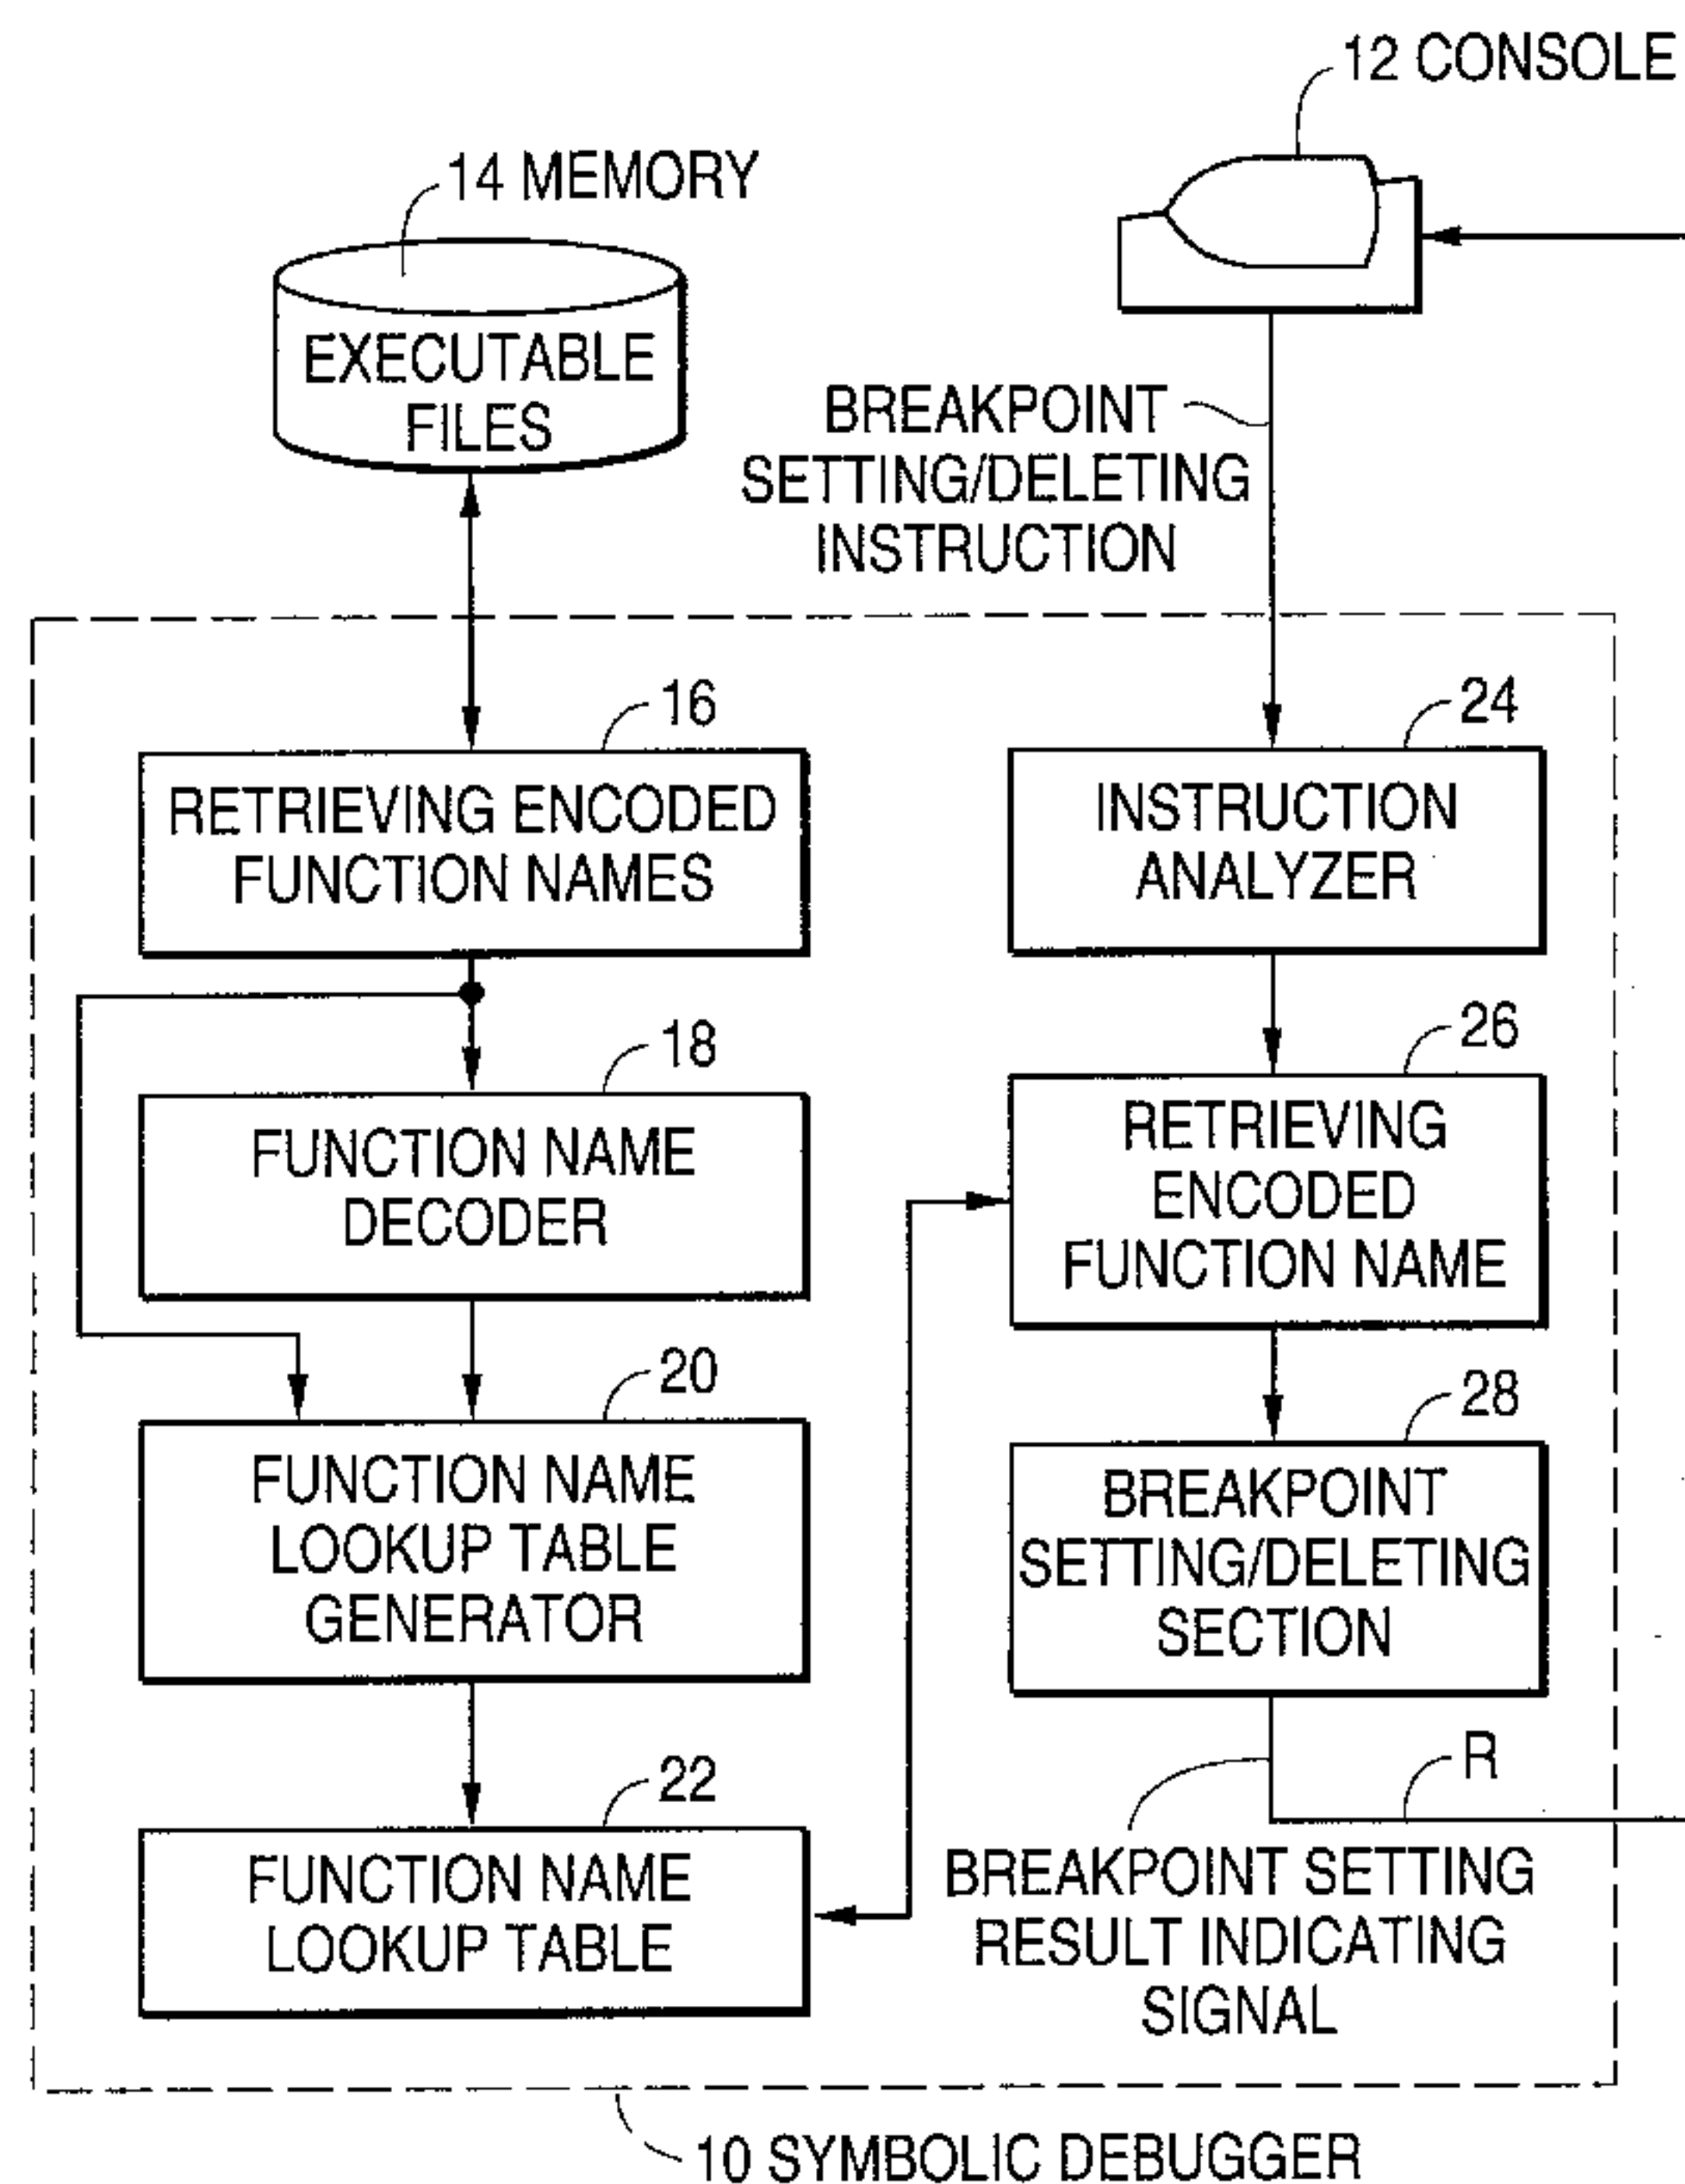 12 CONSOLE
14 MEMORY
EXECUTABLE
FILES
BREAKPOINT
SETTING/DELETING
INSTRUCTION
16
RETRIEVING ENCODED
FUNCTION NAMES
24
INSTRUCTION
ANALYZER
18
FUNCTION NAME
DECODER
26
RETRIEVING
ENCODED
FUNCTION NAME
20
FUNCTION NAME
LOOKUP TABLE
GENERATOR
28
BREAKPOINT
SETTING/DELETING
SECTION
22
FUNCTION NAME
LOOKUP TABLE
R
BREAKPOINT SETTING
RESULT INDICATING
SIGNAL
10 SYMBOLIC DEBUGGER